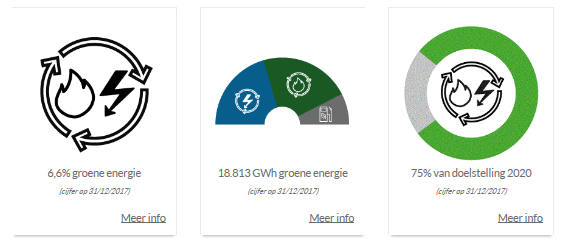 6,6% groene energie
(cijfer op 31/12/2017)
Meer info
18.813 GWh groene energie
(cijfer op 31/12/2017)
Meer info
75% van doelstelling 2020
(cijfer op 31/12/2017)
Meer info